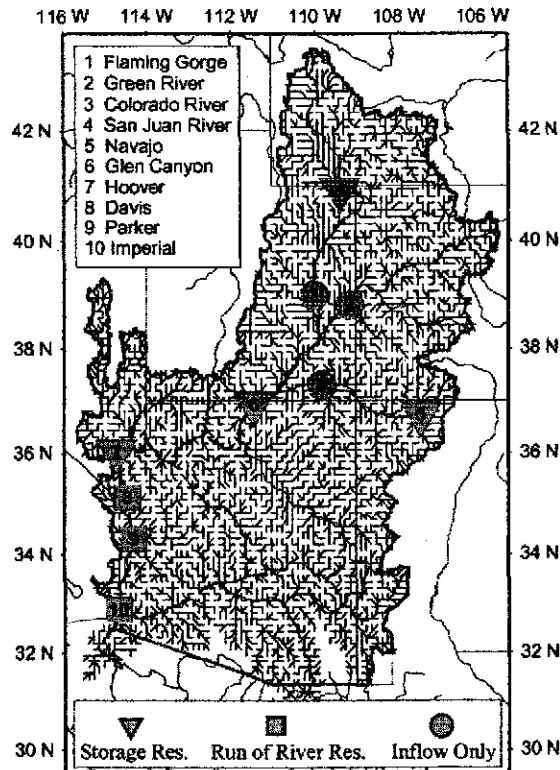 116 W 114 W 112 W 110 W 108 W 106 W
1 Flaming Gorge
2 Green River
3 Colorado River
4 San Juan River
5 Navajo
6 Glen Canyon
7 Hoover
8 Davis
9 Parker
10 Imperial
42 N 42 N
40 N 40 N
38 N 38 N
36 N 36 N
34 N 34 N
32 N 32 N
30 N 30 N
10
Storage Res. Run of River Res. Inflow Only